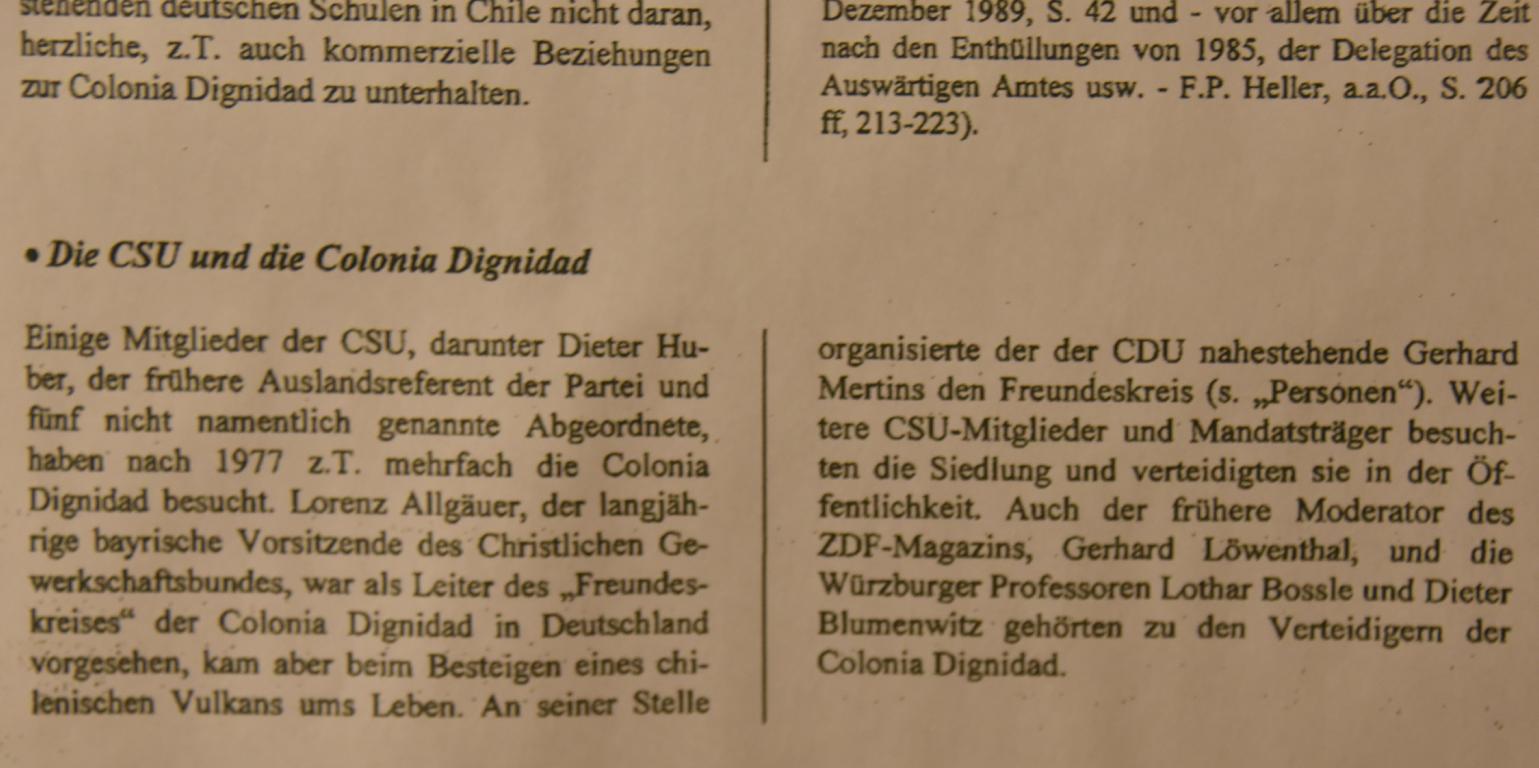 stehenden deutschen Schulen in Chile nicht daran,
herzliche, z.T. auch kommerzielle Beziehungen
zur Colonia Dignidad zu unterhalten.
Dezember 1989, S. 42 und - vor allem über die Zeit
nach den Enthüllungen von 1985, der Delegation des
Auswärtigen Amtes usw. - F.P. Heller, a.a.O., S. 206
ff, 213-223).
• Die CSU und die Colonia Dignidad
Einige Mitglieder der CSU, darunter Dieter Hu-
ber, der frühere Auslandsreferent der Partei und
fünf nicht namentlich genannte Abgeordnete,
haben nach 1977 z.T. mehrfach die Colonia
Dignidad besucht. Lorenz Allgäuer, der langjäh-
rige bayrische Vorsitzende des Christlichen Ge-
werkschaftsbundes, war als Leiter des „Freundes-
kreises“ der Colonia Dignidad in Deutschland
vorgesehen, kam aber beim Besteigen eines chi-
lenischen Vulkans ums Leben. An seiner Stelle
organisierte der der CDU nahestehende Gerhard
Mertins den Freundeskreis (s. „Personen“). Wei-
tere CSU-Mitglieder und Mandatsträger besuch-
ten die Siedlung und verteidigten sie in der Öf-
fentlichkeit. Auch der frühere Moderator des
ZDF-Magazins, Gerhard Löwenthal, und die
Würzburger Professoren Lothar Bossle und Dieter
Blumenwitz gehörten zu den Verteidigern der
Colonia Dignidad.